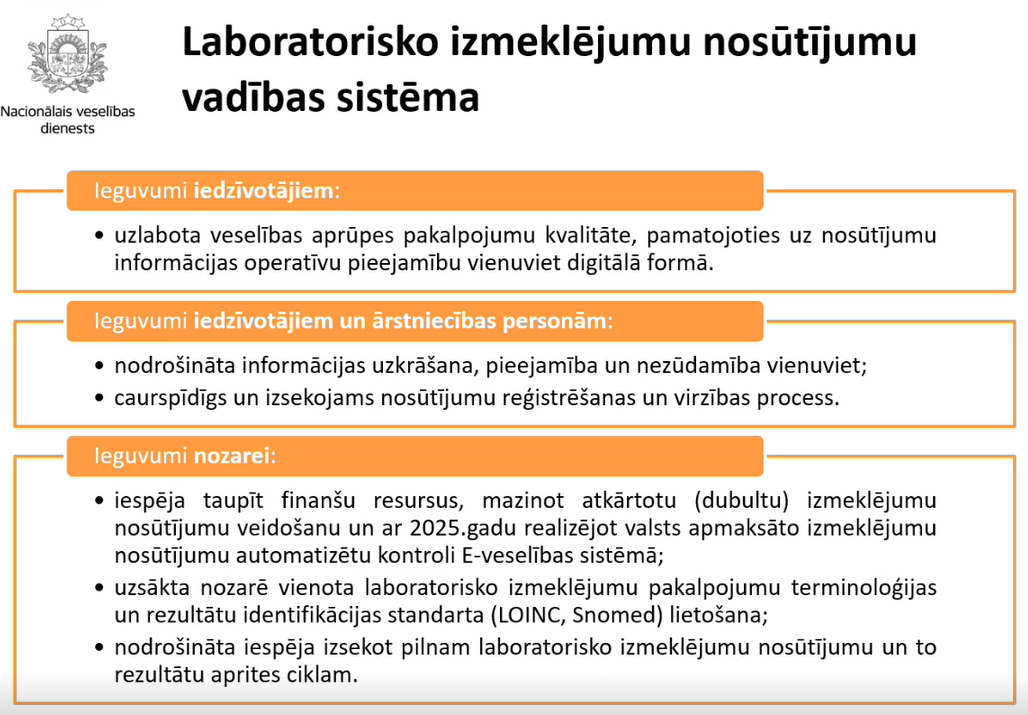 Nacionālais veselības
dienests
Laboratorisko izmeklējumu nosūtījumu
vadības sistēma
Ieguvumi iedzīvotājiem:
• uzlabota veselības aprūpes pakalpojumu kvalitāte, pamatojoties uz nosūtījumu
informācijas operatīvu pieejamību vienuviet digitālā formā.
Ieguvumi iedzīvotājiem un ārstniecības personām:
• nodrošināta informācijas uzkrāšana, pieejamība un nezūdamība vienuviet;
• caurspīdīgs un izsekojams nosūtījumu reģistrēšanas un virzības process.
Ieguvumi nozarei:
• iespēja taupīt finanšu resursus, mazinot atkārtotu (dubultu) izmeklējumu
nosūtījumu veidošanu un ar 2025.gadu realizējot valsts apmaksāto izmeklējumu
nosūtījumu automatizētu kontroli E-veselības sistēmā;
• uzsākta nozarē vienota laboratorisko izmeklējumu pakalpojumu terminoloģijas
un rezultātu identifikācijas standarta (LOINC, Snomed) lietošana;
• nodrošināta iespēja izsekot pilnam laboratorisko izmeklējumu nosūtījumu un to
rezultātu aprites ciklam.